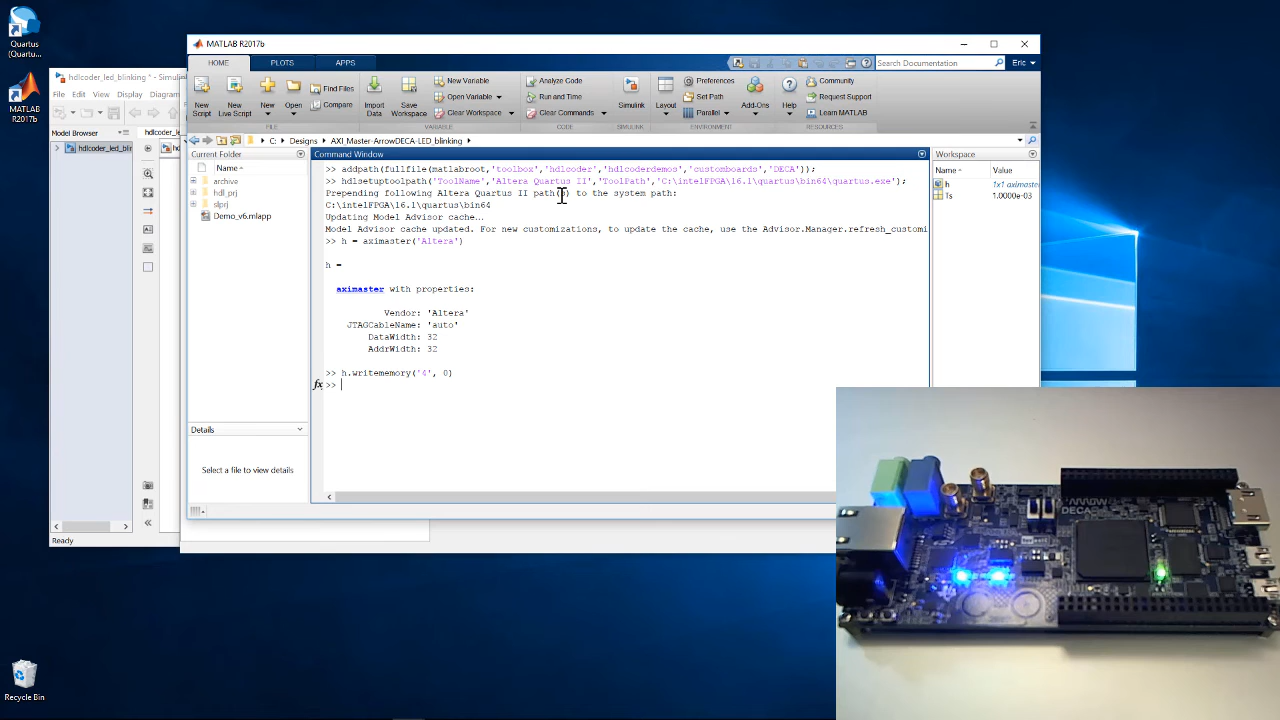 Quartus
(Quartu...
MATLAB
R2017b
Recycle Bin
hdlcoder_led_blinking * - Simulink
File Edit View Display Diagram
Model Browser
hdlcoder_led
hdlcoder_led_bli
Ready
MATLAB R2017b
HOME PLOTS APPS
Search Documentation
Eric
New
Script
New
Live Script
New
Open
Find Files
Compare
Import
Data
Save
Workspace
New Variable
Open Variable
Clear Workspace
Analyze Code
Run and Time
Clear Commands
Simulink
Layout
Preferences
Set Path
Parallel
Add-Ons
Help
Community
Request Support
Learn MATLAB
FILE VARIABLE CODE SIMULINK ENVIRONMENT RESOURCES
C: Designs AXI_Master-ArrowDECA-LED_blinking
Current Folder
Name
archive
hdl_prj
slprj
Demo_v6.mlapp
Details
Select a file to view details
Command Window
>> addpath(fullfile(matlabroot,'toolbox','hdlcoder','hdlcoderdemos','customboards','DECA'));
>> hdlsetuptoolpath('ToolName','Altera Quartus II','ToolPath','C:\intelFPGA\16.1\quartus\bin64\quartus.exe');
Prepending following Altera Quartus II path(s) to the system path:
C:\intelFPGA\16.1\quartus\bin64
Updating Model Advisor cache...
Model Advisor cache updated. For new customizations, to update the cache, use the Advisor.Manager.refresh_customi
>> h = aximaster('Altera')
h =
aximaster with properties:
Vendor: 'Altera'
JTAGCableName: 'auto'
DataWidth: 32
AddrWidth: 32
>> h.writememory('4', 0)
fx >>
Workspace
Name Value
h 1x1 aximaster
Ts 1.0000e-03
ARROW
DECA